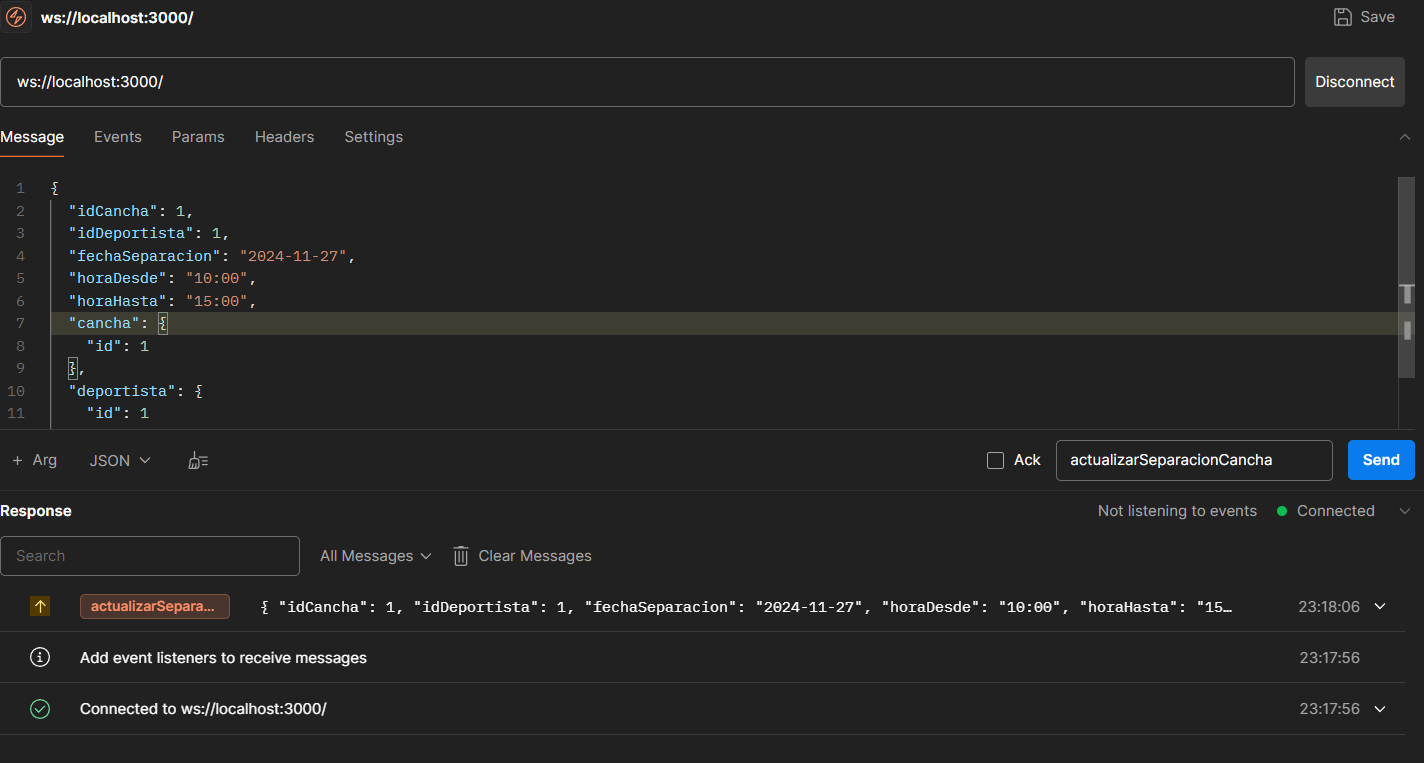 ws://localhost:3000/
Save
ws://localhost:3000/
Disconnect
Message Events Params Headers Settings
1 {
2 "idCancha": 1,
3 "idDeportista": 1,
4 "fechaSeparacion": "2024-11-27",
5 "horaDesde": "10:00",
6 "horaHasta": "15:00",
7 "cancha": {
8 "id": 1
9 },
10 "deportista": {
11 "id": 1
+ Arg JSON Ack actualizarSeparacionCancha Send
Response Not listening to events Connected
Search All Messages Clear Messages
actualizarSepara... { "idCancha": 1, "idDeportista": 1, "fechaSeparacion": "2024-11-27", "horaDesde": "10:00", "horaHasta": "15… 23:18:06
Add event listeners to receive messages 23:17:56
Connected to ws://localhost:3000/ 23:17:56